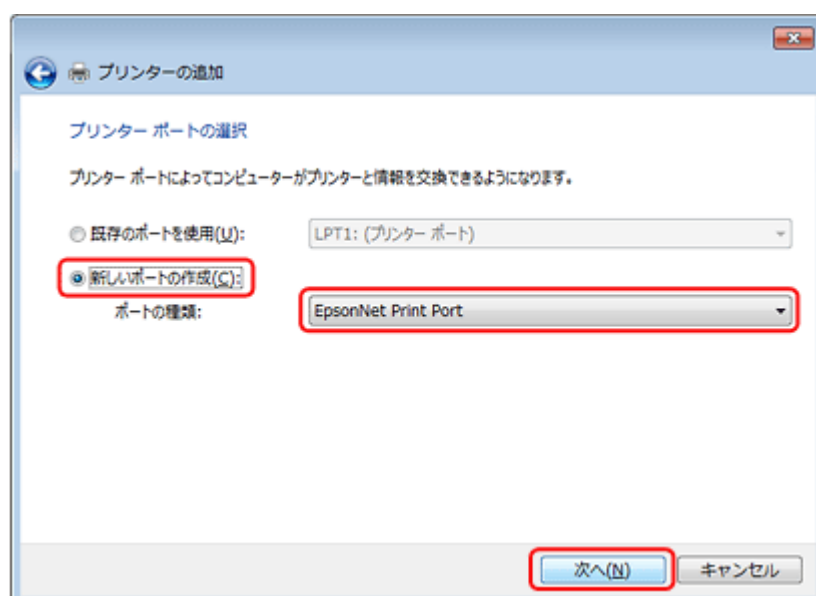 プリンターの追加
プリンター ポートの選択
プリンター ポートによってコンピューターがプリンターと情報を交換できるようになります。
既存のポートを使用(U): LPT1: (プリンター ポート)
新しいポートの作成(C):
ポートの種類: EpsonNet Print Port
次へ(N) キャンセル